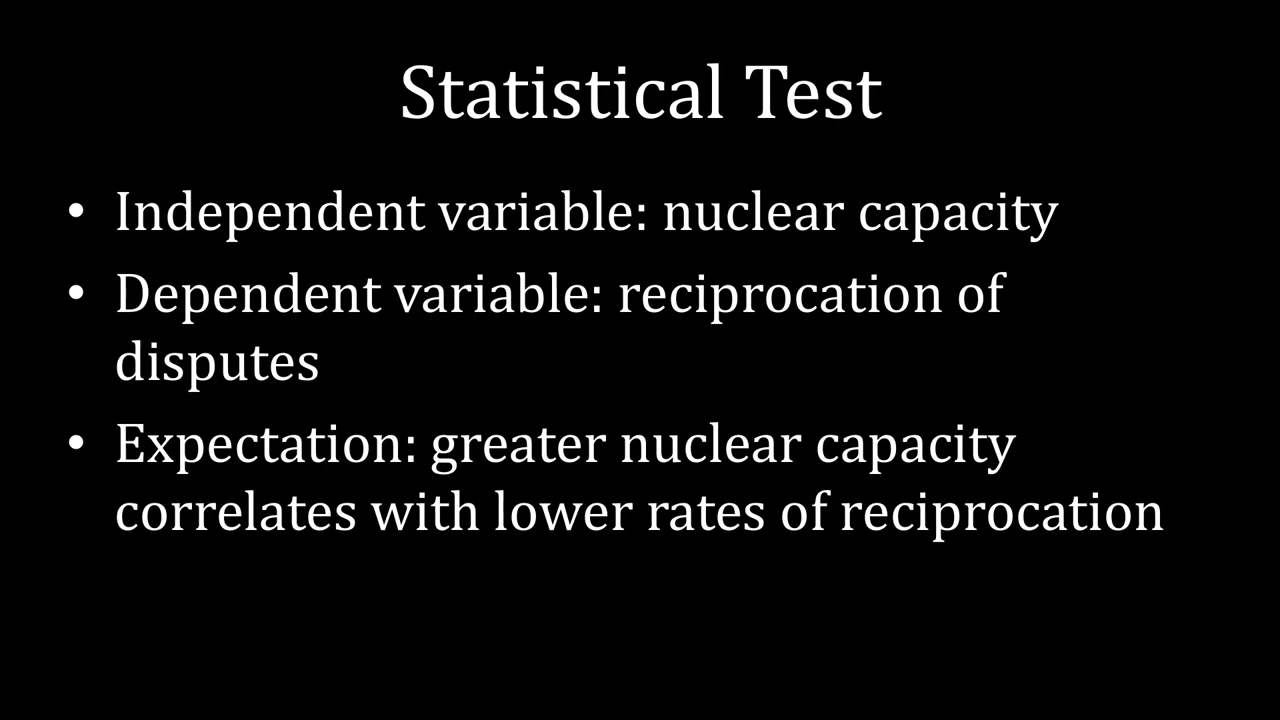 Statistical Test
• Independent variable: nuclear capacity
• Dependent variable: reciprocation of
disputes
• Expectation: greater nuclear capacity
correlates with lower rates of reciprocation